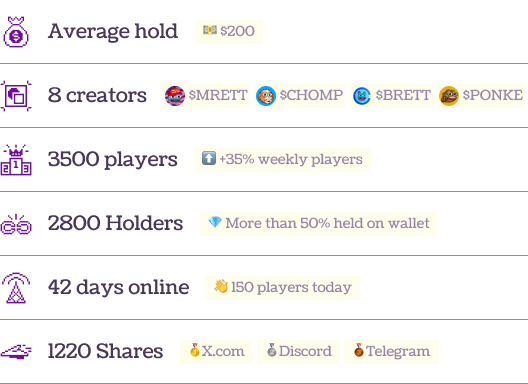 Average hold $200
8 creators $MRETT $CHOMP $BRETT $PONKE
3500 players +35% weekly players
2800 Holders More than 50% held on wallet
42 days online 150 players today
1220 Shares X.com Discord Telegram